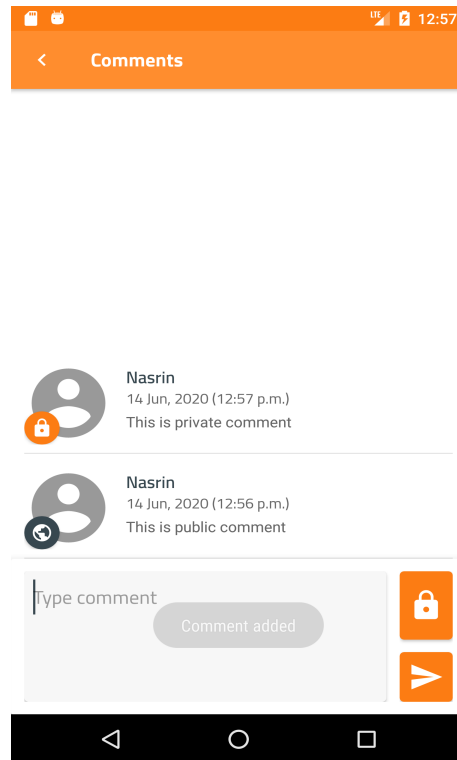 LTE 12:57
Comments
Nasrin
14 Jun, 2020 (12:57 p.m.)
This is private comment
Nasrin
14 Jun, 2020 (12:56 p.m.)
This is public comment
Type comment
Comment added